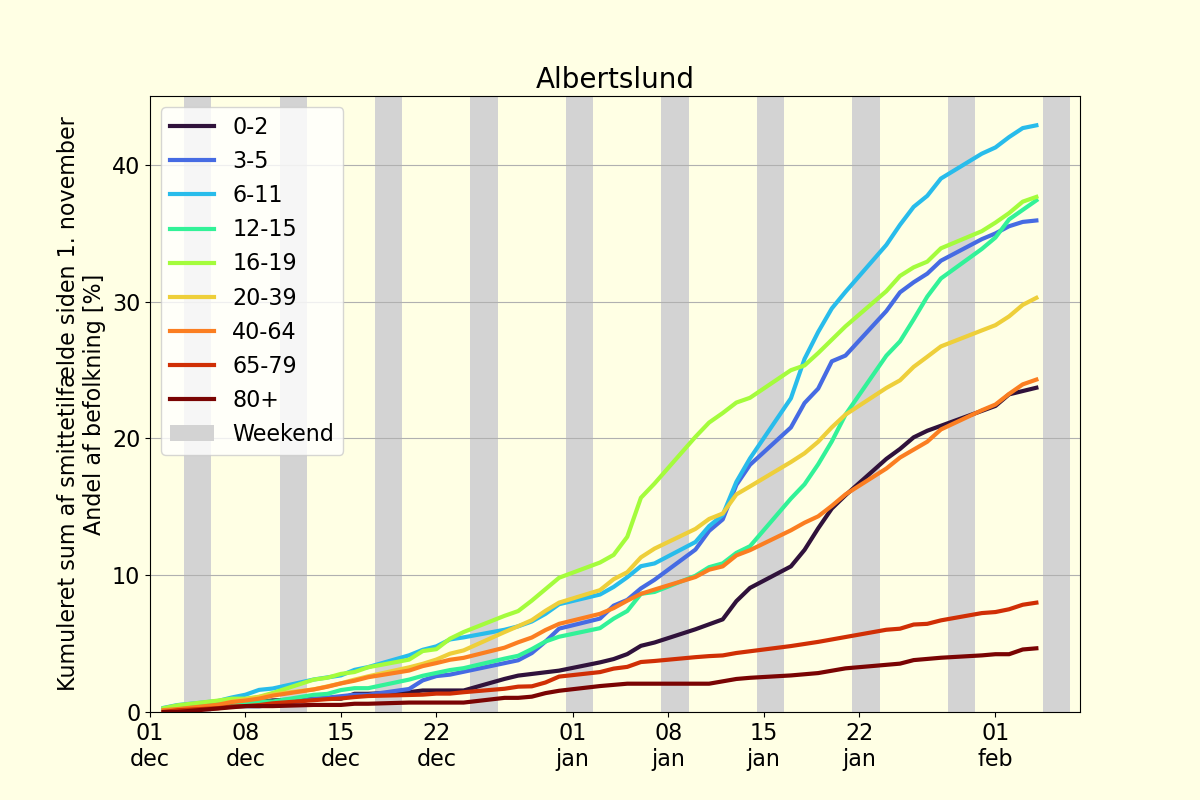 Albertslund
Kumuleret sum af smittetilfælde siden 1. november
Andel af befolkning [%]
40
30
20
10
0
0-2
3-5
6-11
12-15
16-19
20-39
40-64
65-79
80+
Weekend
01 08 15 22 01 08 15 22 01
dec dec dec dec jan jan jan jan feb